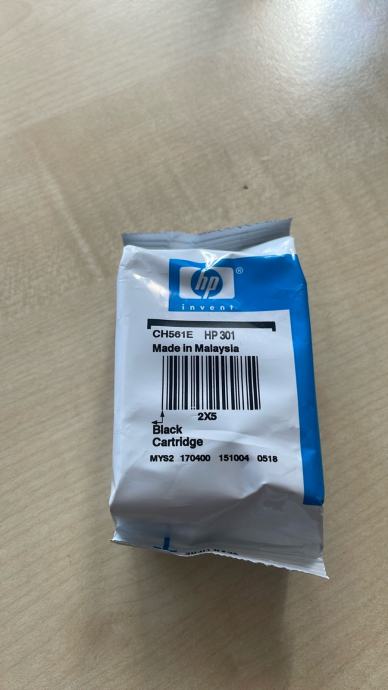 hp®
invent
CH561E HP 301
Made in Malaysia
2X5
Black
Cartridge
MYS2 170400 151004 0518